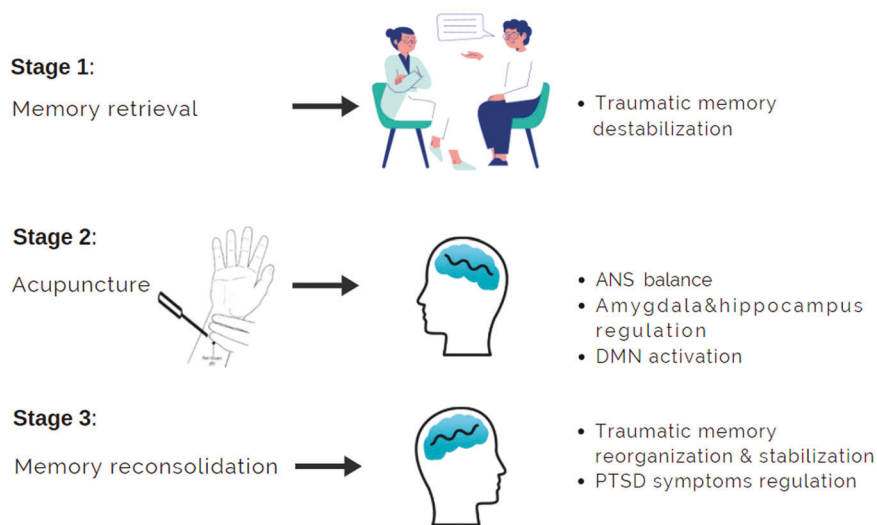 Stage 1:
Memory retrieval
• Traumatic memory
destabilization
Stage 2:
Acupuncture
• ANS balance
• Amygdala&hippocampus
regulation
• DMN activation
Stage 3:
Memory reconsolidation
• Traumatic memory
reorganization & stabilization
• PTSD symptoms regulation